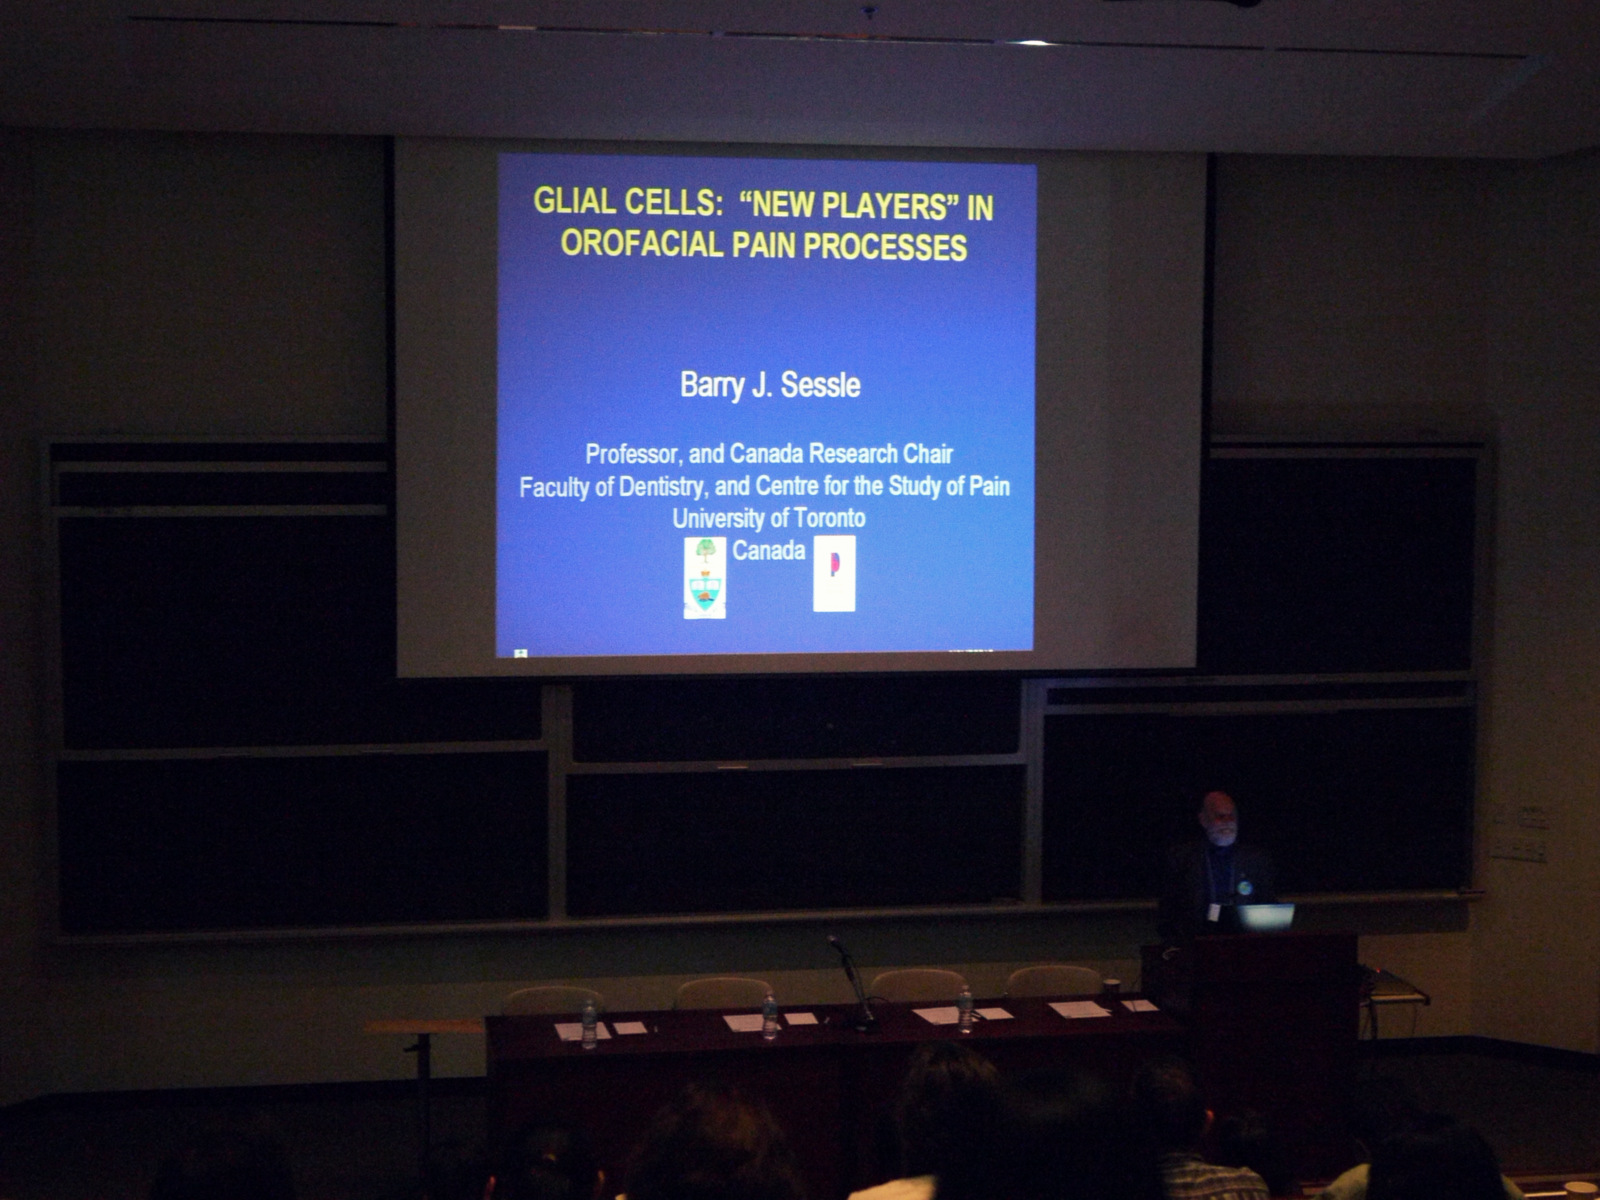 GLIAL CELLS: “NEW PLAYERS” IN
OROFACIAL PAIN PROCESSES
Barry J. Sessle
Professor, and Canada Research Chair
Faculty of Dentistry, and Centre for the Study of Pain
University of Toronto
Canada